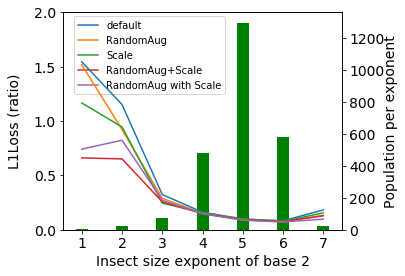 default
RandomAug
Scale
RandomAug+Scale
RandomAug with Scale
L1Loss (ratio)
2.0
1.5
1.0
0.5
0.0
1200
1000
800
600
400
200
0
Population per exponent
1 2 3 4 5 6 7
Insect size exponent of base 2